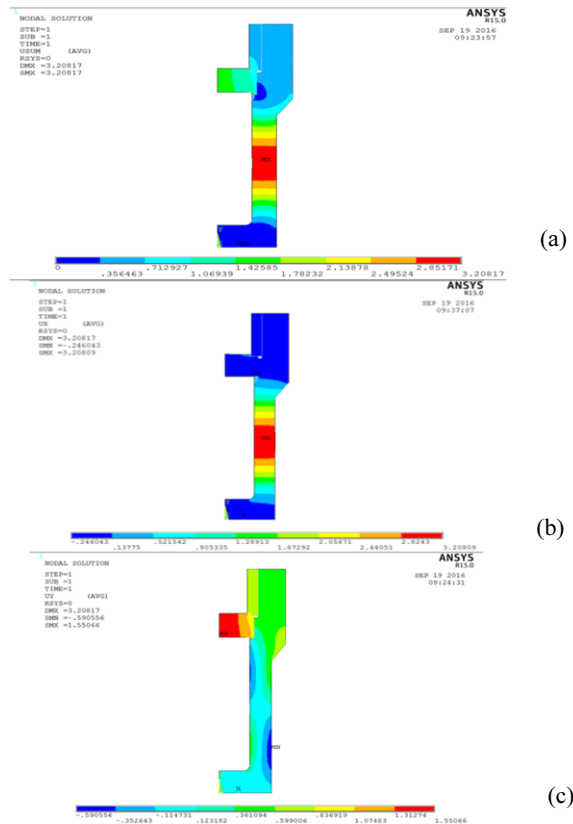 1
NODAL SOLUTION
STEP=1
SUB =1
TIME=1
USUM (AVG)
RSYS=0
DMX=3.20817
SMX=3.20817
ANSYS
R15.0
SEP 19 2016
09:23:57
MX
Y
0 .712927 1.42585 2.13878 2.85171
.356463 1.06939 1.78232 2.49524 3.20817
(a)
1
NODAL SOLUTION
STEP=1
SUB =1
TIME=1
UX (AVG)
RSYS=0
DMX=3.20817
SMN=-.246043
SMX=3.20809
ANSYS
R15.0
SEP 19 2016
09:37:07
MX
-.246043 .521542 1.28913 2.05671 2.8243
.13775 .905335 1.67292 2.44051 3.20809
(b)
1
NODAL SOLUTION
STEP=1
SUB =1
TIME=1
UY (AVG)
RSYS=0
DMX=3.20817
SMN=-.590556
SMX=1.55066
ANSYS
R15.0
SEP 19 2016
09:24:31
MN
X
-.590556 -.114731 .361094 .836919 1.31274
-.352643 .123182 .599006 1.07483 1.55066
(c)